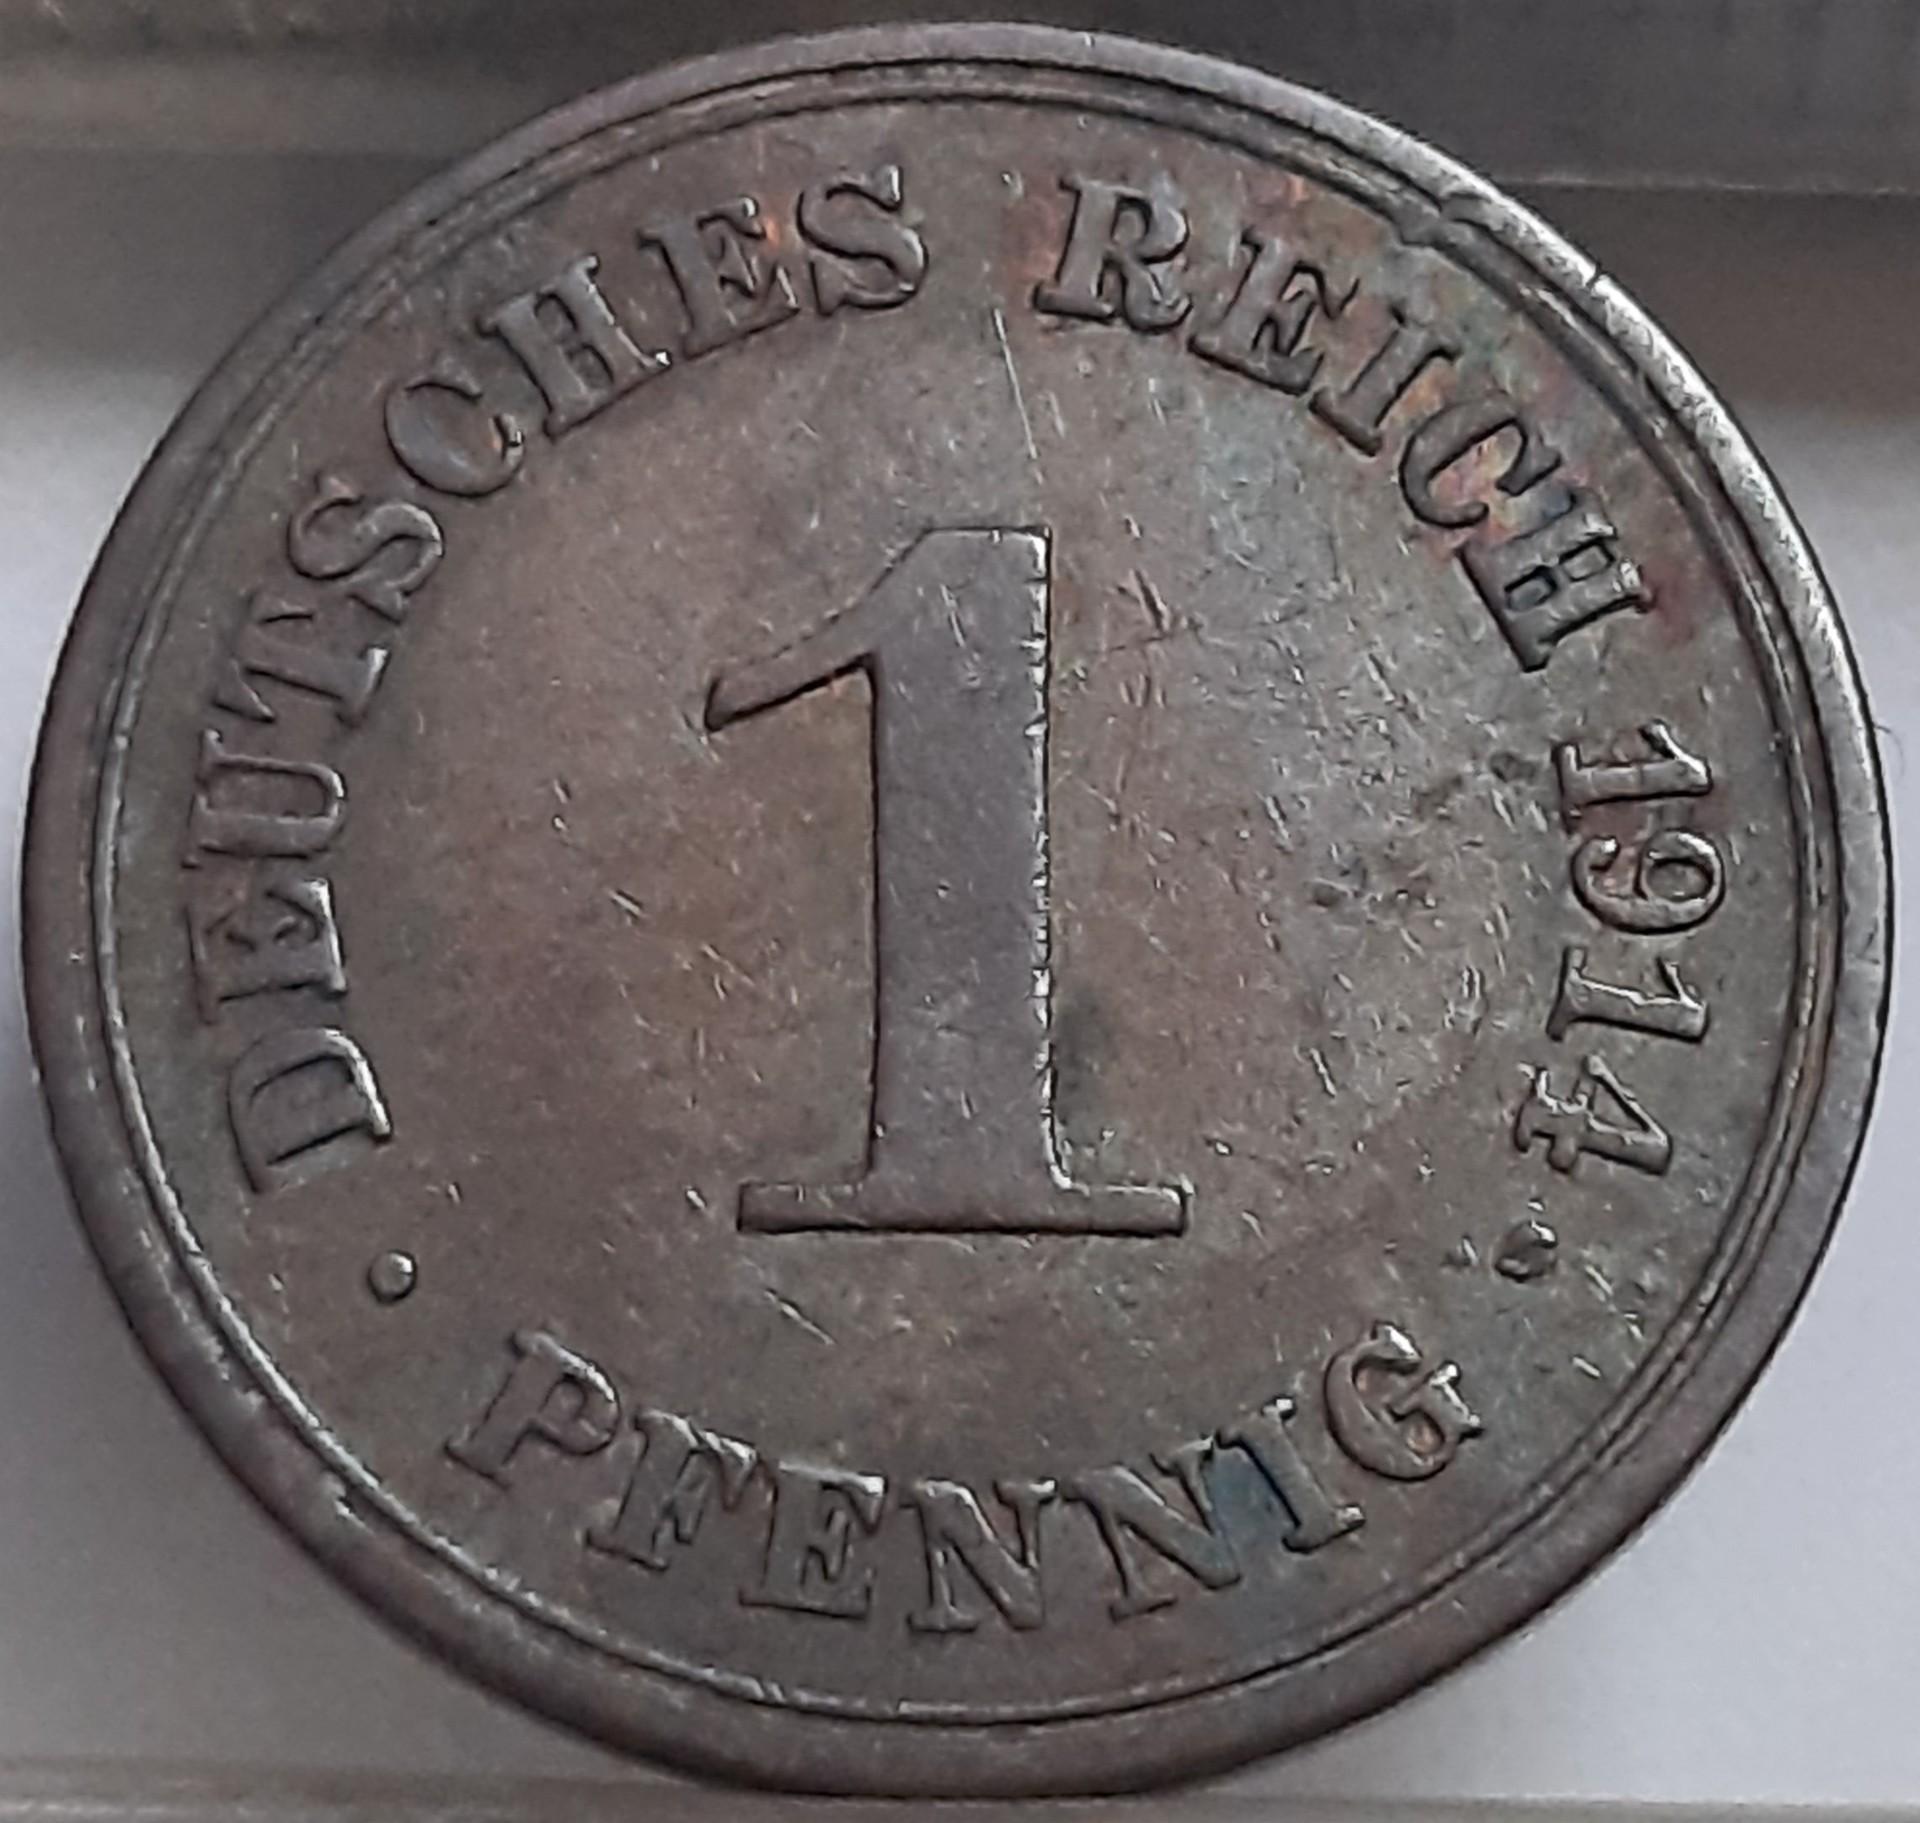 DEUTSCHES REICH 1914
1
· PFENNIG ·